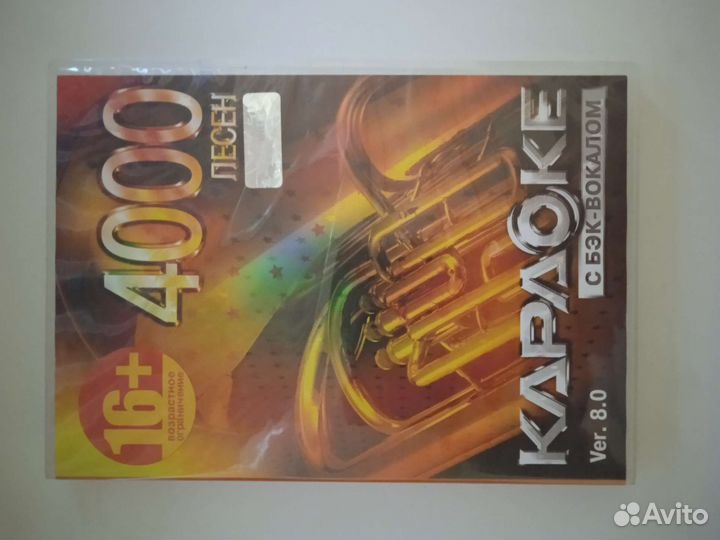 16+
возрастное
ограничение
4000
ПЕСЕН
КАРАОКЕ
С БЭК-ВОКАЛОМ
Ver. 8.0
Avito